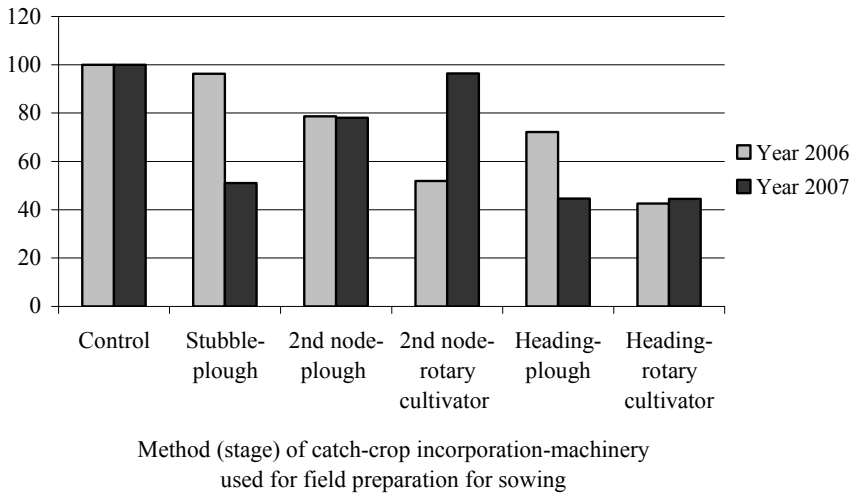 120
100
80
60
40
20
0
Year 2006
Year 2007
Control
Stubble-
plough
2nd node-
plough
2nd node-
rotary
cultivator
Heading-
plough
Heading-
rotary
cultivator
Method (stage) of catch-crop incorporation-machinery
used for field preparation for sowing